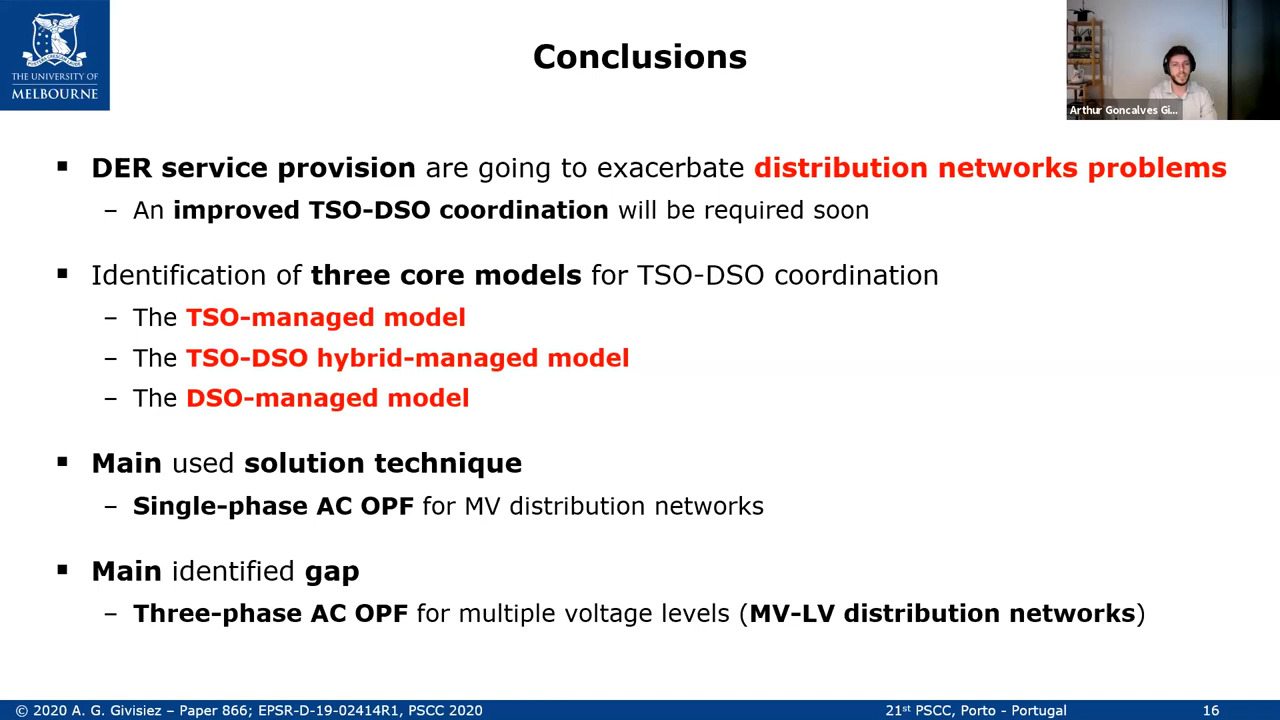 THE UNIVERSITY OF
MELBOURNE
Conclusions
Arthur Goncalves Gi...
▪ DER service provision are going to exacerbate distribution networks problems
– An improved TSO-DSO coordination will be required soon
▪ Identification of three core models for TSO-DSO coordination
– The TSO-managed model
– The TSO-DSO hybrid-managed model
– The DSO-managed model
▪ Main used solution technique
– Single-phase AC OPF for MV distribution networks
▪ Main identified gap
– Three-phase AC OPF for multiple voltage levels (MV-LV distribution networks)
© 2020 A. G. Givisiez – Paper 866; EPSR-D-19-02414R1, PSCC 2020
21st PSCC, Porto - Portugal
16